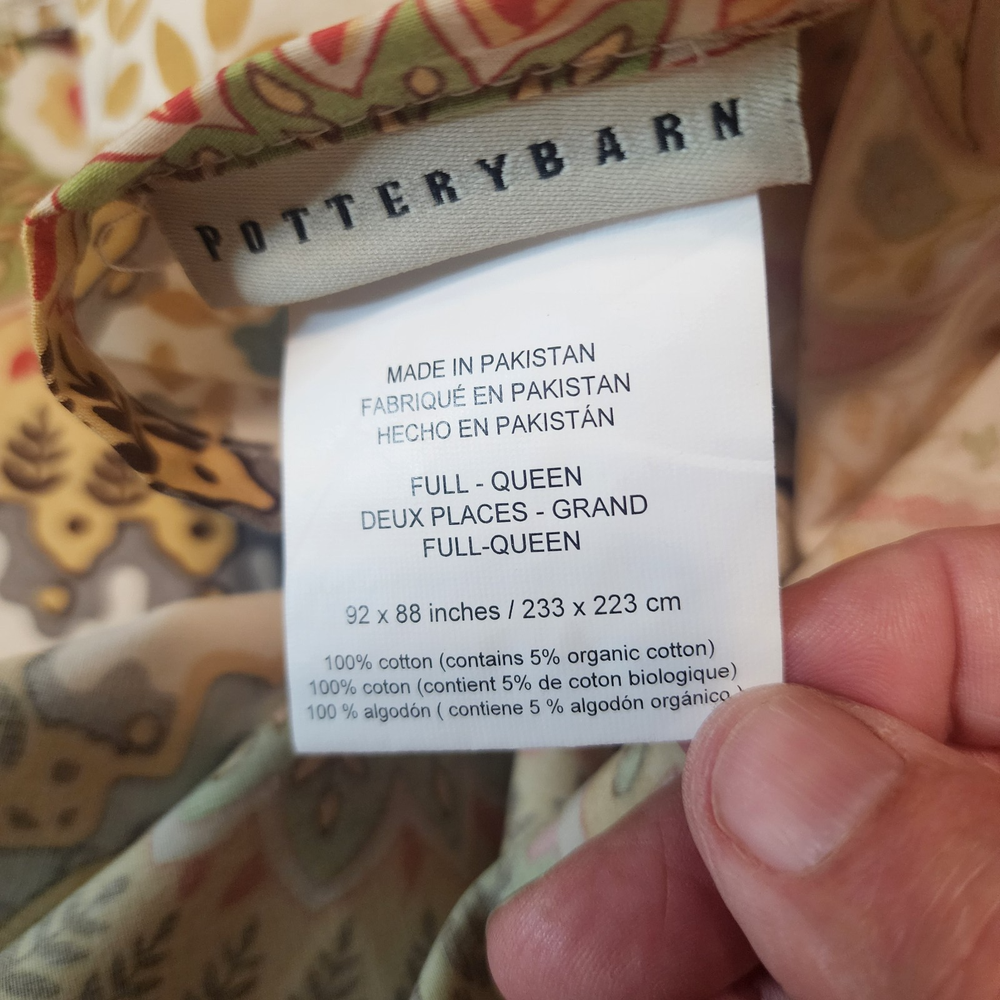 POTTERYBARN
MADE IN PAKISTAN
FABRIQUÉ EN PAKISTAN
HECHO EN PAKISTÁN
FULL - QUEEN
DEUX PLACES - GRAND
FULL-QUEEN
92 x 88 inches / 233 x 223 cm
100% cotton (contains 5% organic cotton)
100% coton (contient 5% de coton biologique)
100 % algodón ( contiene 5 % algodón orgánico )